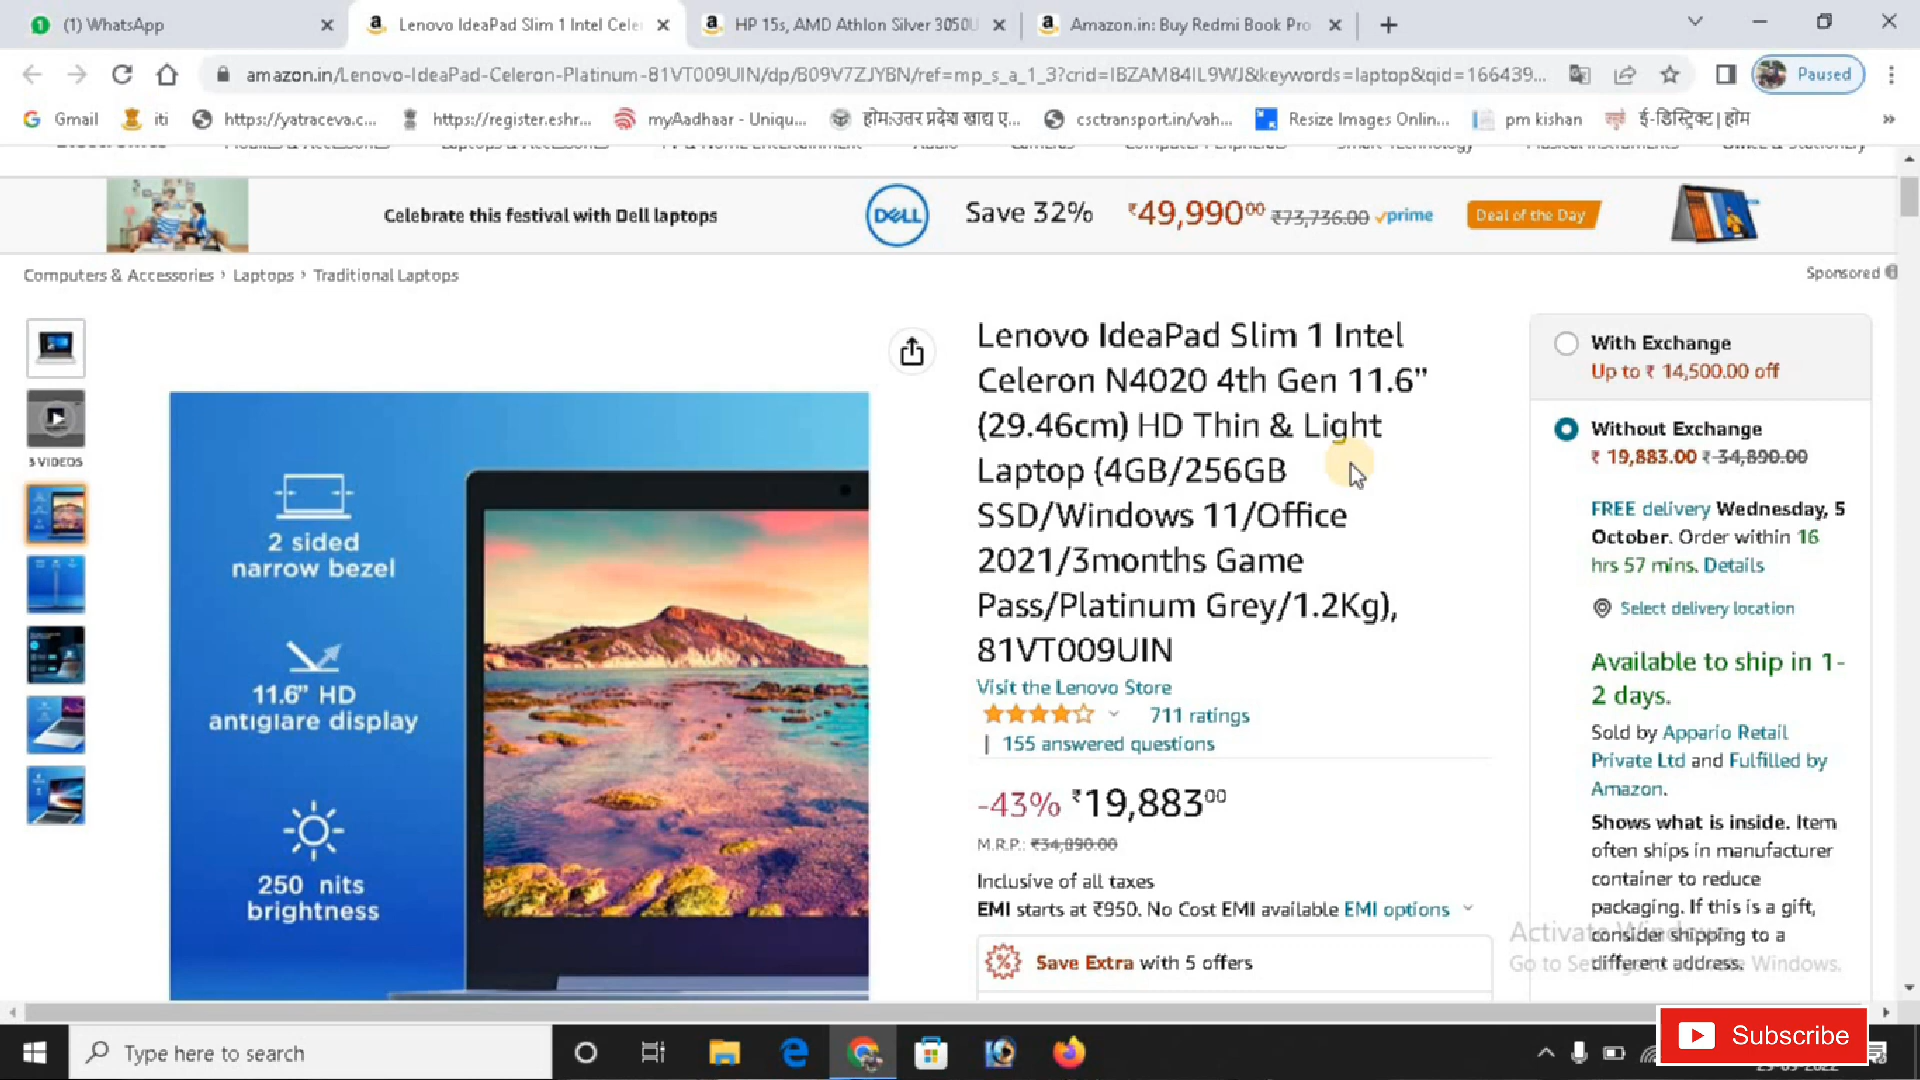 (1) WhatsApp
Lenovo IdeaPad Slim 1 Intel Cele
HP 15s, AMD Athlon Silver 3050U
Amazon.in: Buy Redmi Book Pro
amazon.in/Lenovo-IdeaPad-Celeron-Platinum-81VT009UIN/dp/B09V7ZJYBN/ref=mp_s_a_1_3?crid=IBZAM84IL9WJ&keywords=laptop&qid=166439...
Paused
Gmail
iti
https://yatraceva.c...
https://register.eshr...
myAadhaar - Uniqu...
होम:उत्तर प्रदेश खाद्य ए...
csctransport.in/vah...
Resize Images Onlin...
pm kishan
ई-डिस्ट्रिक्ट | होम
Celebrate this festival with Dell laptops
DELL
Save 32%
₹49,990⁰⁰ ₹73,736.00 prime
Deal of the Day
Computers & Accessories › Laptops › Traditional Laptops
Sponsored
Lenovo IdeaPad Slim 1 Intel
Celeron N4020 4th Gen 11.6"
(29.46cm) HD Thin & Light
Laptop (4GB/256GB
SSD/Windows 11/Office
2021/3months Game
Pass/Platinum Grey/1.2Kg),
81VT009UIN
Visit the Lenovo Store
711 ratings
| 155 answered questions
-43% ₹19,883⁰⁰
M.R.P.: ₹34,890.00
Inclusive of all taxes
EMI starts at ₹950. No Cost EMI available EMI options
Save Extra with 5 offers
3 VIDEOS
2 sided
narrow bezel
11.6" HD
antiglare display
250 nits
brightness
With Exchange
Up to ₹ 14,500.00 off
Without Exchange
₹ 19,883.00 ₹ 34,890.00
FREE delivery Wednesday, 5
October. Order within 16
hrs 57 mins. Details
Select delivery location
Available to ship in 1-
2 days.
Sold by Appario Retail
Private Ltd and Fulfilled by
Amazon.
Shows what is inside. Item
often ships in manufacturer
container to reduce
packaging. If this is a gift,
consider shipping to a
different address.
Activate Windows
Go to Settings to activate Windows.
Type here to search
Subscribe